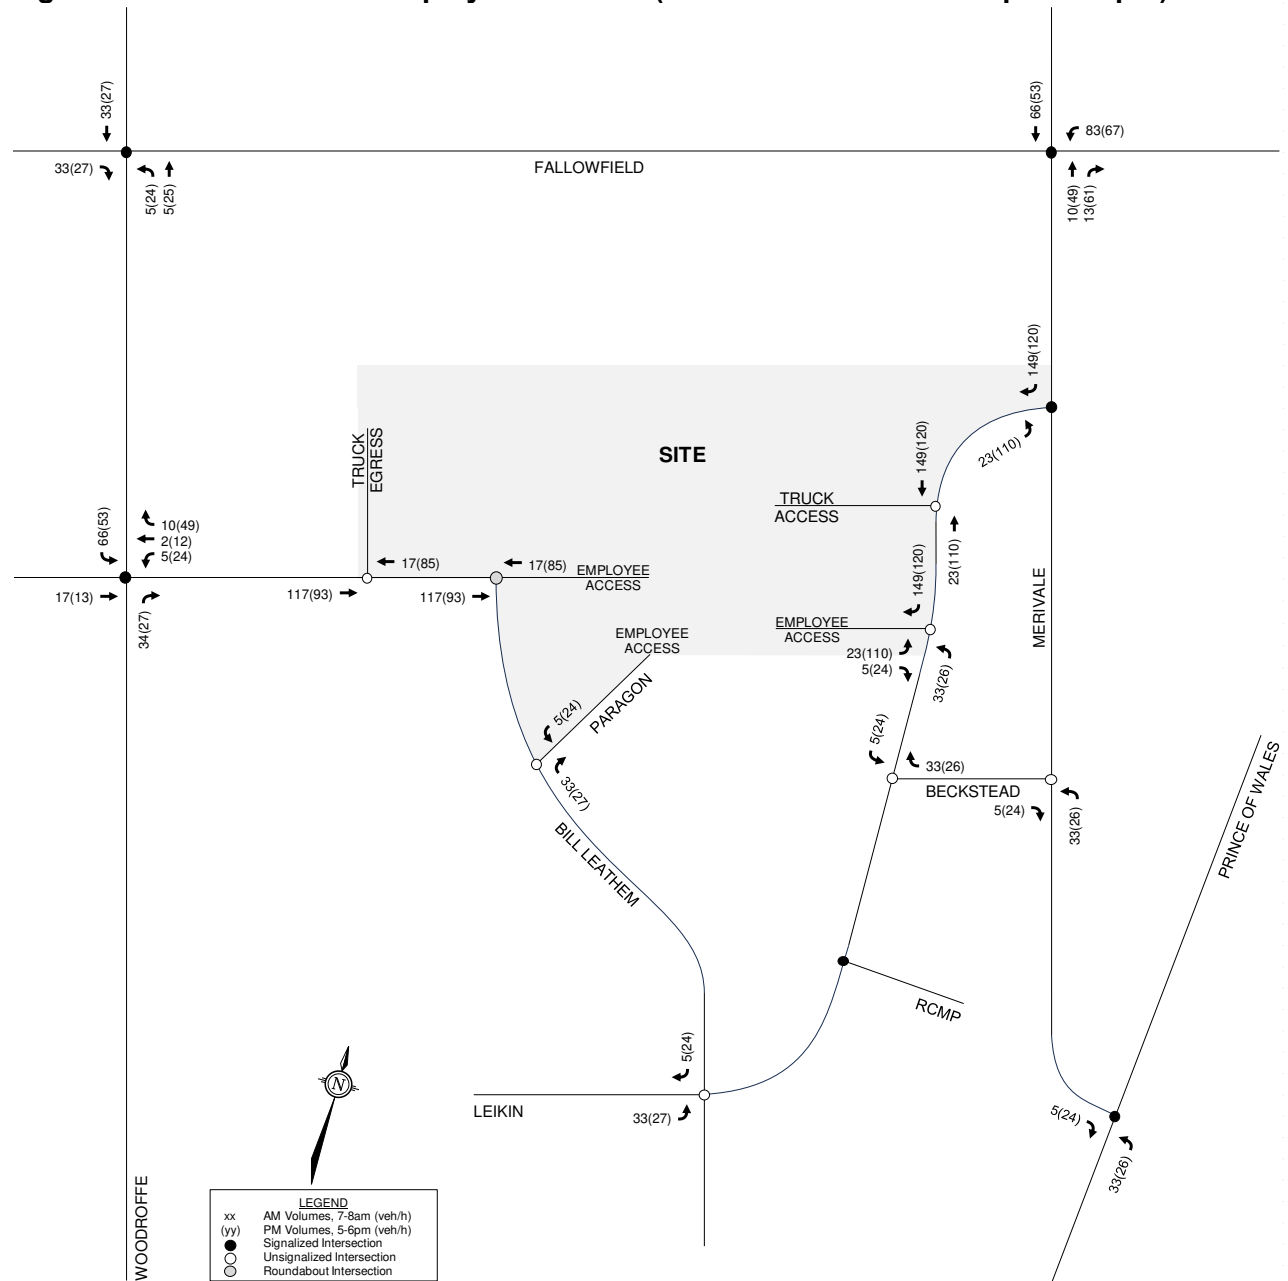 33(27)
66(53)
83(67)
33(27)
FALLOWFIELD
5(24)
5(25)
10(49)
13(61)
149(120)
TRUCK
EGRESS
SITE
149(120)
23(110)
TRUCK
ACCESS
66(53)
10(49)
2(12)
5(24)
17(85)
17(85)
EMPLOYEE
ACCESS
149(120)
23(110)
17(13)
117(93)
117(93)
34(27)
MERIVALE
EMPLOYEE
ACCESS
EMPLOYEE
ACCESS
23(110)
5(24)
33(26)
5(24)
PARAGON
5(24)
33(26)
BECKSTEAD
33(27)
5(24)
33(26)
PRINCE OF WALES
BILL LEATHEM
RCMP
5(24)
N
LEIKIN
33(27)
5(24)
33(26)
WOODROFFE
LEGEND
xx AM Volumes, 7-8am (veh/h)
(yy) PM Volumes, 5-6pm (veh/h)
Signalized Intersection
Unsignalized Intersection
Roundabout Intersection